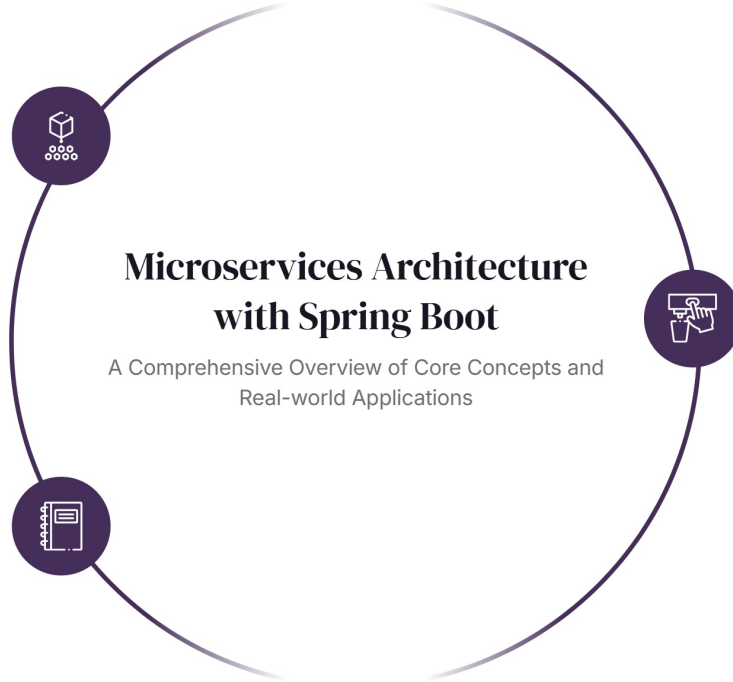 Microservices Architecture
with Spring Boot
A Comprehensive Overview of Core Concepts and
Real-world Applications